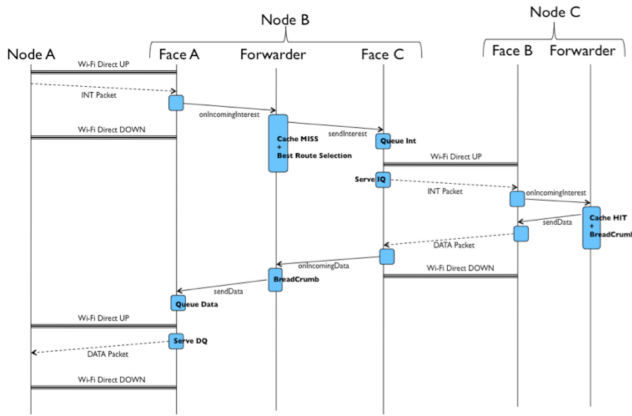 Node B
Node C
Node A
Face A
Forwarder
Face C
Face B
Forwarder
Wi-Fi Direct UP
INT Packet
onIncomingInterest
sendInterest
Wi-Fi Direct DOWN
Cache MISS
+
Best Route Selection
Queue Int
Wi-Fi Direct UP
Serve IQ
INT Packet
onIncomingInterest
Cache HIT
+
BreadCrumb
sendData
DATA Packet
onIncomingData
Wi-Fi Direct DOWN
BreadCrumb
sendData
Queue Data
Wi-Fi Direct UP
Serve DQ
DATA Packet
Wi-Fi Direct DOWN